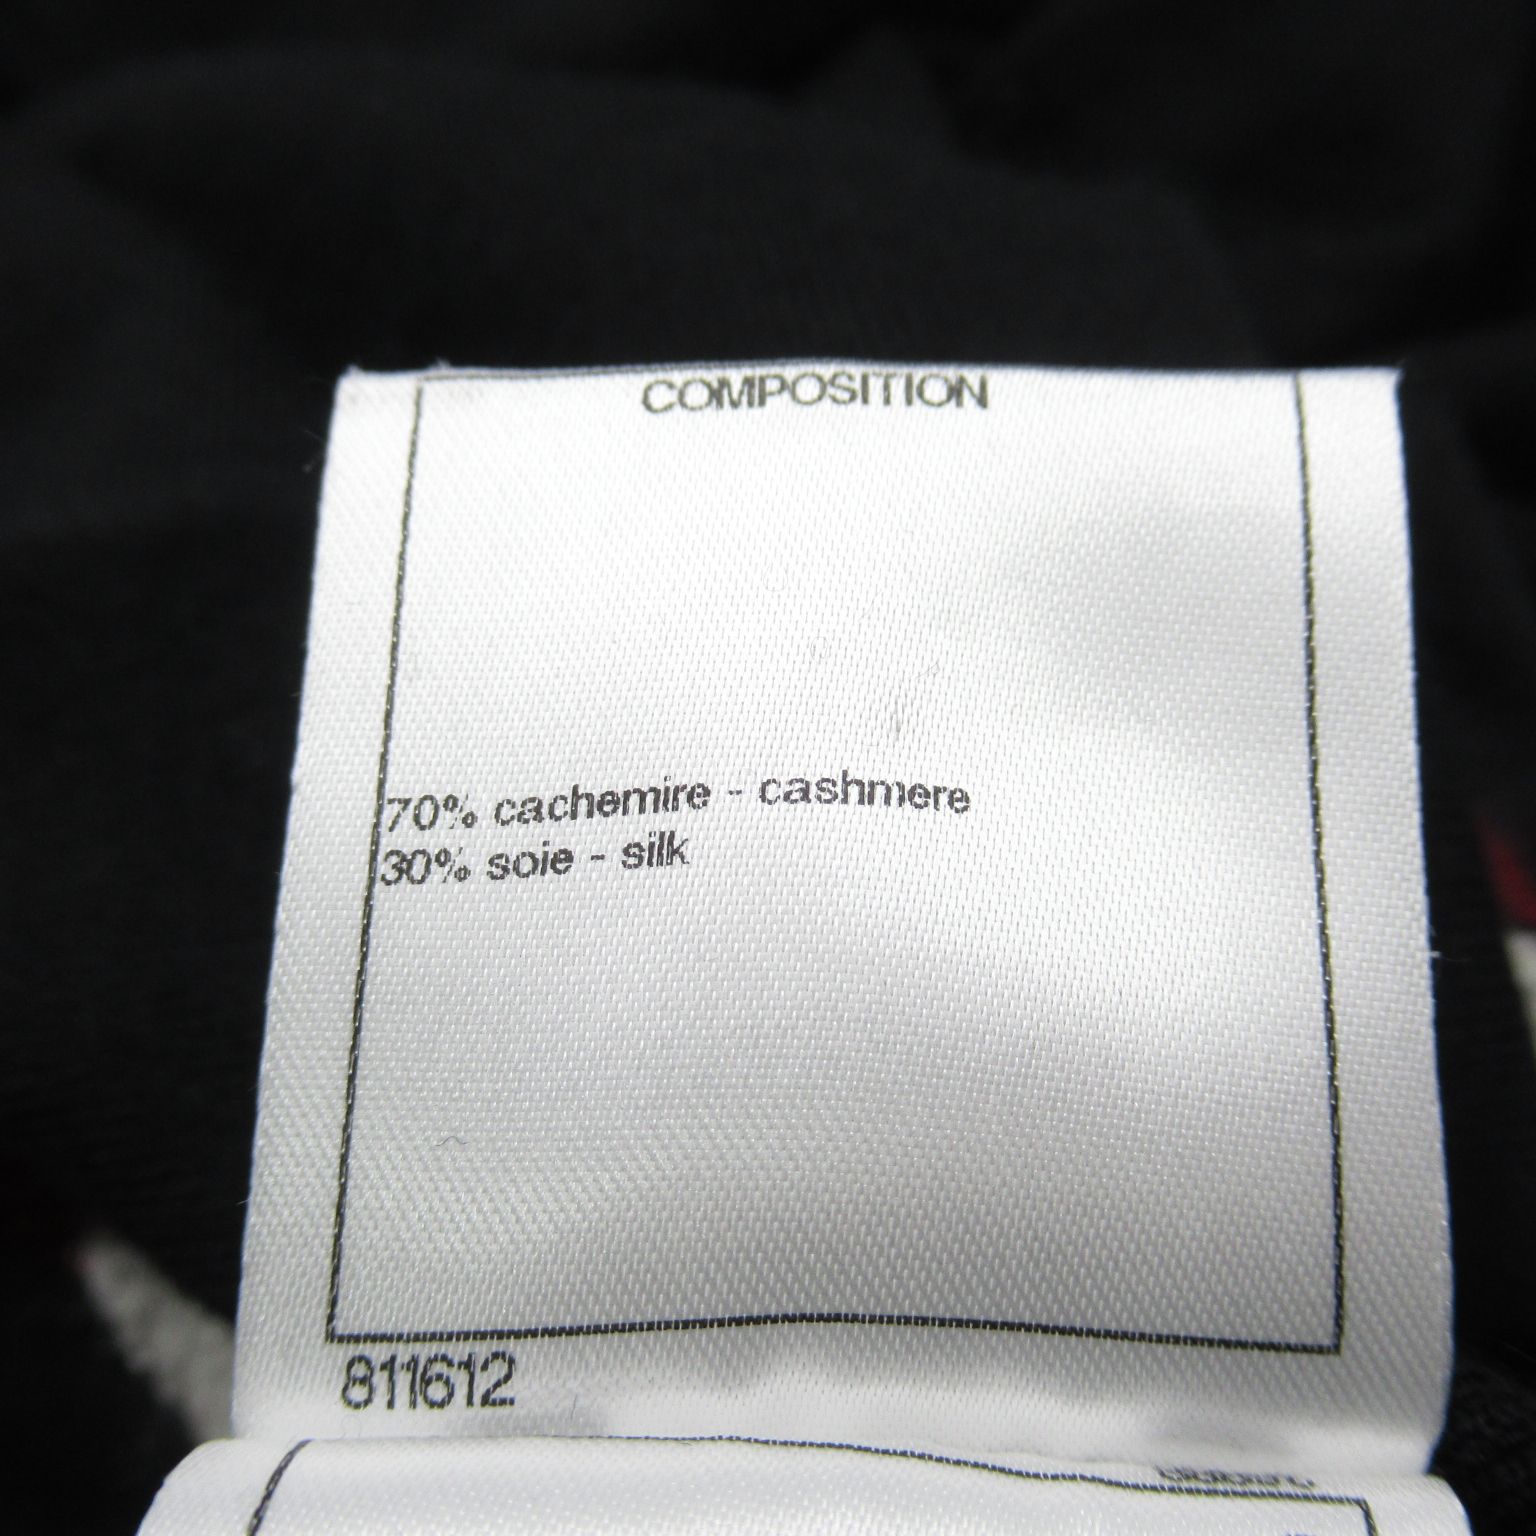 COMPOSITION
70% cachemire - cashmere
30% soie - silk
811612